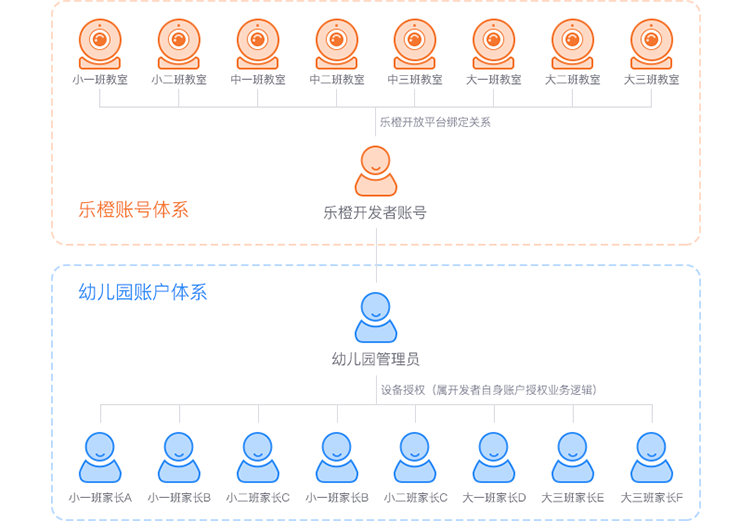 小一班教室 小二班教室 中一班教室 中二班教室 中三班教室 大一班教室 大二班教室 大三班教室
乐橙开放平台绑定关系
乐橙账号体系
乐橙开发者账号
幼儿园账户体系
幼儿园管理员
设备授权（属开发者自身账户授权业务逻辑）
小一班家长A 小一班家长B 小二班家长C 小一班家长B 小二班家长C 大一班家长D 大三班家长E 大三班家长F